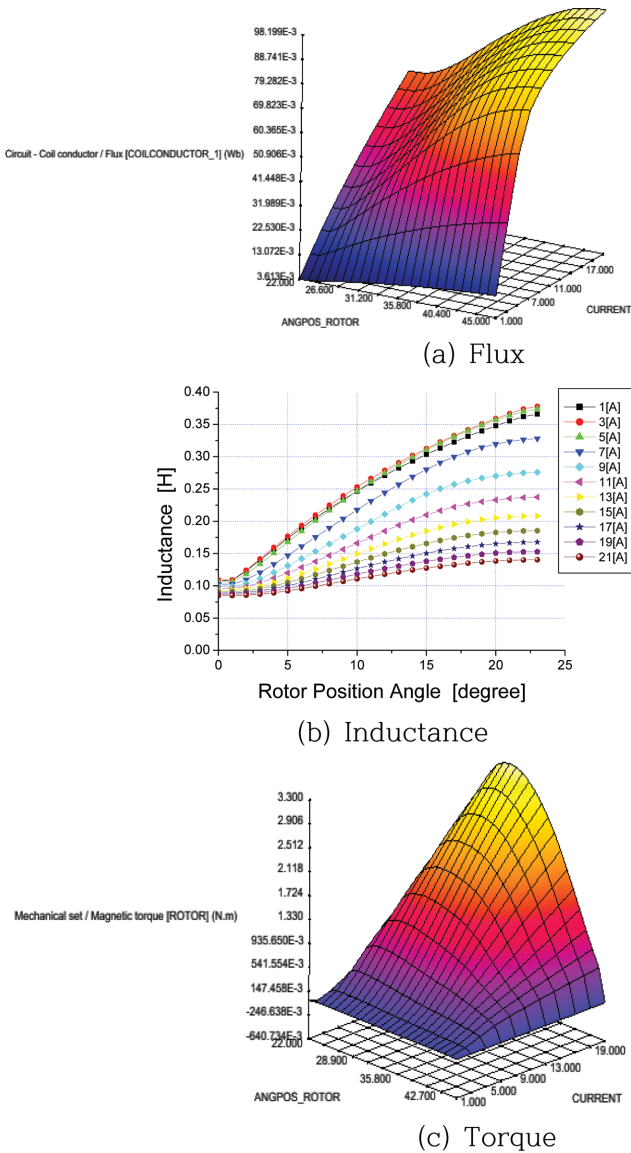 98.199E-3
88.741E-3
79.282E-3
69.823E-3
60.365E-3
Circuit - Coil conductor / Flux [COILCONDUCTOR_1] (Wb)
50.906E-3
41.448E-3
31.989E-3
22.530E-3
13.072E-3
3.613E-3
22.000
26.600
31.200
35.800
40.400
45.000
1.000
7.000
11.000
17.000
ANGPOS_ROTOR
CURRENT
(a) Flux
0.40
0.35
0.30
0.25
0.20
0.15
0.10
0.05
0.00
Inductance [H]
0
5
10
15
20
25
Rotor Position Angle [degree]
1[A]
3[A]
5[A]
7[A]
9[A]
11[A]
13[A]
15[A]
17[A]
19[A]
21[A]
(b) Inductance
3.300
2.906
2.512
2.118
1.724
Mechanical set / Magnetic torque [ROTOR] (N.m)
1.330
935.650E-3
541.554E-3
147.458E-3
-246.638E-3
-640.734E-3
22.000
28.900
35.800
42.700
1.000
5.000
9.000
13.000
19.000
ANGPOS_ROTOR
CURRENT
(c) Torque